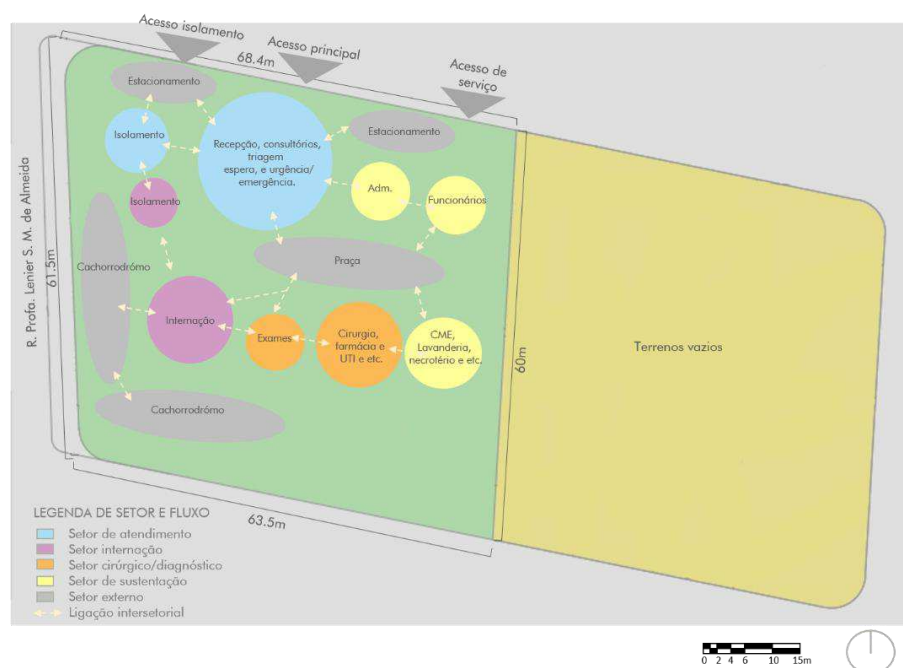 Acesso isolamento
Acesso principal
Acesso de
serviço
68.4m
Estacionamento
Estacionamento
Isolamento
Recepção, consultórios,
triagem
espera, e urgência/
emergência.
Adm.
Funcionários
Isolamento
R. Profa. Lenier S. M. de Almeida
61.5m
Cachorrodrómo
Praça
Internação
Exames
Cirurgia,
farmácia e
UTI e etc.
CME,
Lavanderia,
necrotério e etc.
60m
Terrenos vazios
Cachorrodrómo
63.5m
LEGENDA DE SETOR E FLUXO
Setor de atendimento
Setor internação
Setor cirúrgico/diagnóstico
Setor de sustentação
Setor externo
Ligação intersetorial
0 2 4 6 10 15m